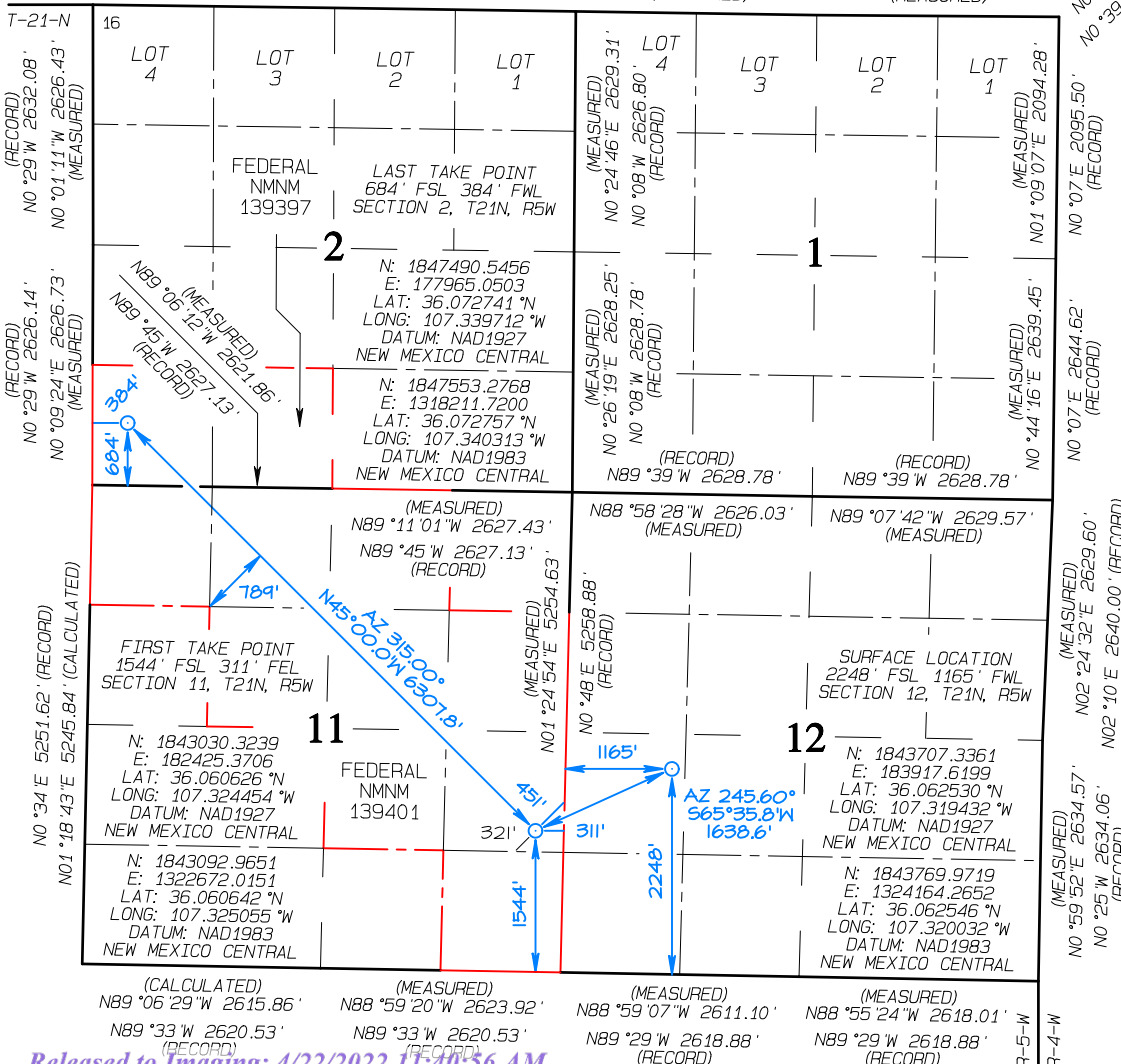 T-21-N
16
LOT
4
LOT
3
LOT
2
LOT
1
LOT
4
LOT
3
LOT
2
LOT
1
(RECORD)
N0 °29 'W 2632.08 '
N0 °01'11"W 2626.43 '
(MEASURED)
(MEASURED)
N0 °24 '46 "E 2629.31'
N0 °08 'W 2626.80 '
(RECORD)
(MEASURED)
N01 °09'07"E 2094.28 '
N0 °07'E 2095.50 '
(RECORD)
FEDERAL
NMNM
139397
LAST TAKE POINT
684' FSL 384' FWL
SECTION 2, T21N, R5W
2
1
N: 1847490.5456
E: 177965.0503
LAT: 36.072741 °N
LONG: 107.339712 °W
DATUM: NAD1927
NEW MEXICO CENTRAL
N: 1847553.2768
E: 1318211.7200
LAT: 36.072757 °N
LONG: 107.340313 °W
DATUM: NAD1983
NEW MEXICO CENTRAL
(RECORD)
N0 °29 'W 2626.14 '
N0 °09'24 "E 2626.73 '
(MEASURED)
(MEASURED)
N89 °06 '12 "W 2621.86 '
N89 °45 'W 2627.13 '
(RECORD)
(MEASURED)
N0 °26 '19 "E 2628.25 '
N0 °08 'W 2628.78 '
(RECORD)
(MEASURED)
N0 °44 '16 "E 2639.45 '
N0 °07'E 2644.62 '
(RECORD)
384'
684'
(RECORD)
N89 °39 'W 2628.78 '
(RECORD)
N89 °39 'W 2628.78 '
(MEASURED)
N89 °11'01"W 2627.43 '
N89 °45 'W 2627.13 '
(RECORD)
N88 °58 '28 "W 2626.03 '
(MEASURED)
N89 °07'42 "W 2629.57 '
(MEASURED)
789'
AZ 315.00°
N45°00.0'W 6307.8'
N0 °34 'E 5251.62 ' (RECORD)
N01 °18 '43 "E 5245.84 ' (CALCULATED)
(MEASURED)
N01 °24 '54 "E 5254.63 '
N0 °48 'E 5258.88 '
(RECORD)
(MEASURED)
N02 °24 '32 "E 2629.60 '
N02 °10 'E 2640.00 ' (RECORD)
FIRST TAKE POINT
1544' FSL 311' FEL
SECTION 11, T21N, R5W
SURFACE LOCATION
2248' FSL 1165' FWL
SECTION 12, T21N, R5W
11
12
N: 1843030.3239
E: 182425.3706
LAT: 36.060626 °N
LONG: 107.324454 °W
DATUM: NAD1927
NEW MEXICO CENTRAL
N: 1843092.9651
E: 1322672.0151
LAT: 36.060642 °N
LONG: 107.325055 °W
DATUM: NAD1983
NEW MEXICO CENTRAL
FEDERAL
NMNM
139401
1165'
451'
321'
311'
1544'
2248'
AZ 245.60°
S65°35.8'W
1638.6'
N: 1843707.3361
E: 183917.6199
LAT: 36.062530 °N
LONG: 107.319432 °W
DATUM: NAD1927
NEW MEXICO CENTRAL
N: 1843769.9719
E: 1324164.2652
LAT: 36.062546 °N
LONG: 107.320032 °W
DATUM: NAD1983
NEW MEXICO CENTRAL
(MEASURED)
N0 °59'52 "E 2634.57'
N0 °25 'W 2634.06 '
(RECORD)
(CALCULATED)
N89 °06 '29 "W 2615.86 '
N89 °33 'W 2620.53 '
(RECORD)
(MEASURED)
N88 °59'20 "W 2623.92 '
N89 °33 'W 2620.53 '
(RECORD)
(MEASURED)
N88 °59'07"W 2611.10 '
N89 °29 'W 2618.88 '
(RECORD)
(MEASURED)
N88 °55 '24 "W 2618.01'
N89 °29 'W 2618.88 '
(RECORD)
R-5-W
R-4-W
Released to Imaging: 4/22/2022 11:40:56 AM